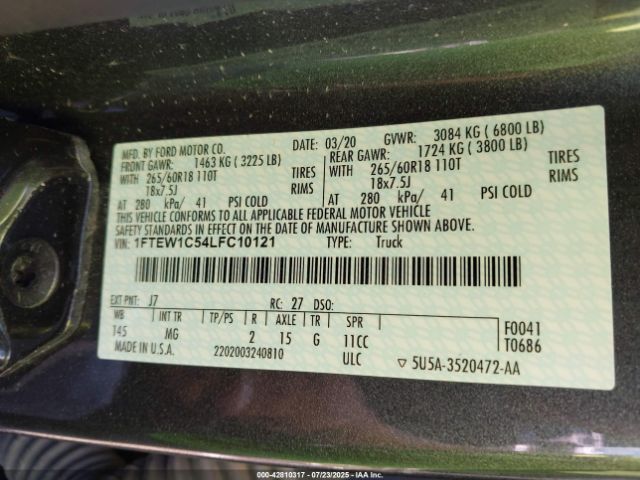 MFD. BY FORD MOTOR CO.
DATE: 03/20 GVWR: 3084 KG ( 6800 LB)
FRONT GAWR: 1463 KG ( 3225 LB)
REAR GAWR: 1724 KG ( 3800 LB)
WITH 265/60R18 110T TIRES
WITH 265/60R18 110T TIRES
18x7.5J RIMS
18x7.5J RIMS
AT 280 kPa/ 41 PSI COLD
AT 280 kPa/ 41 PSI COLD
THIS VEHICLE CONFORMS TO ALL APPLICABLE FEDERAL MOTOR VEHICLE
SAFETY STANDARDS IN EFFECT ON THE DATE OF MANUFACTURE SHOWN ABOVE.
VIN: 1FTEW1C54LFC10121 TYPE: Truck
EXT PNT: J7 RC: 27 DSO:
WB INT TR TP/PS R AXLE TR SPR F0041
145 MG 2 15 G 11CC T0686
MADE IN U.S.A. 2202003240810 ULC ▽ 5U5A-3520472-AA
000-42810317 - 07/23/2025 - IAAI.COM